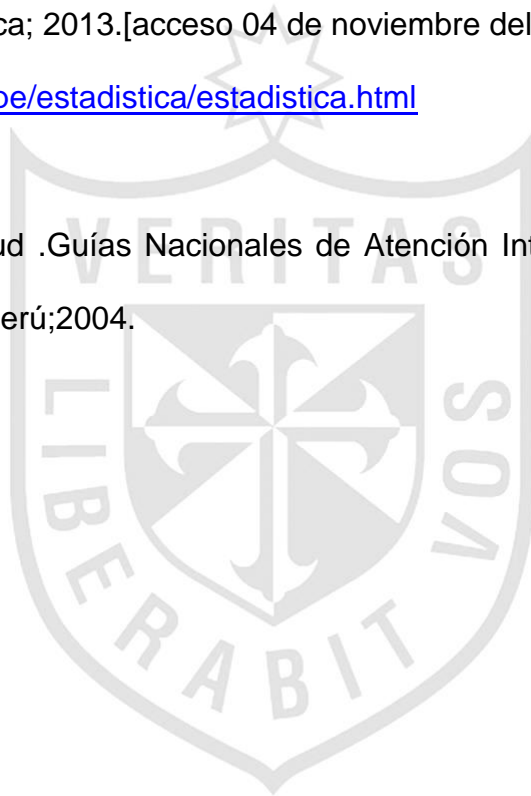 ca; 2013.[acceso 04 de noviembre del
pe/estadistica/estadistica.html
ud .Guías Nacionales de Atención Int
erú;2004.
VERITAS
LIBERABIT
VOS